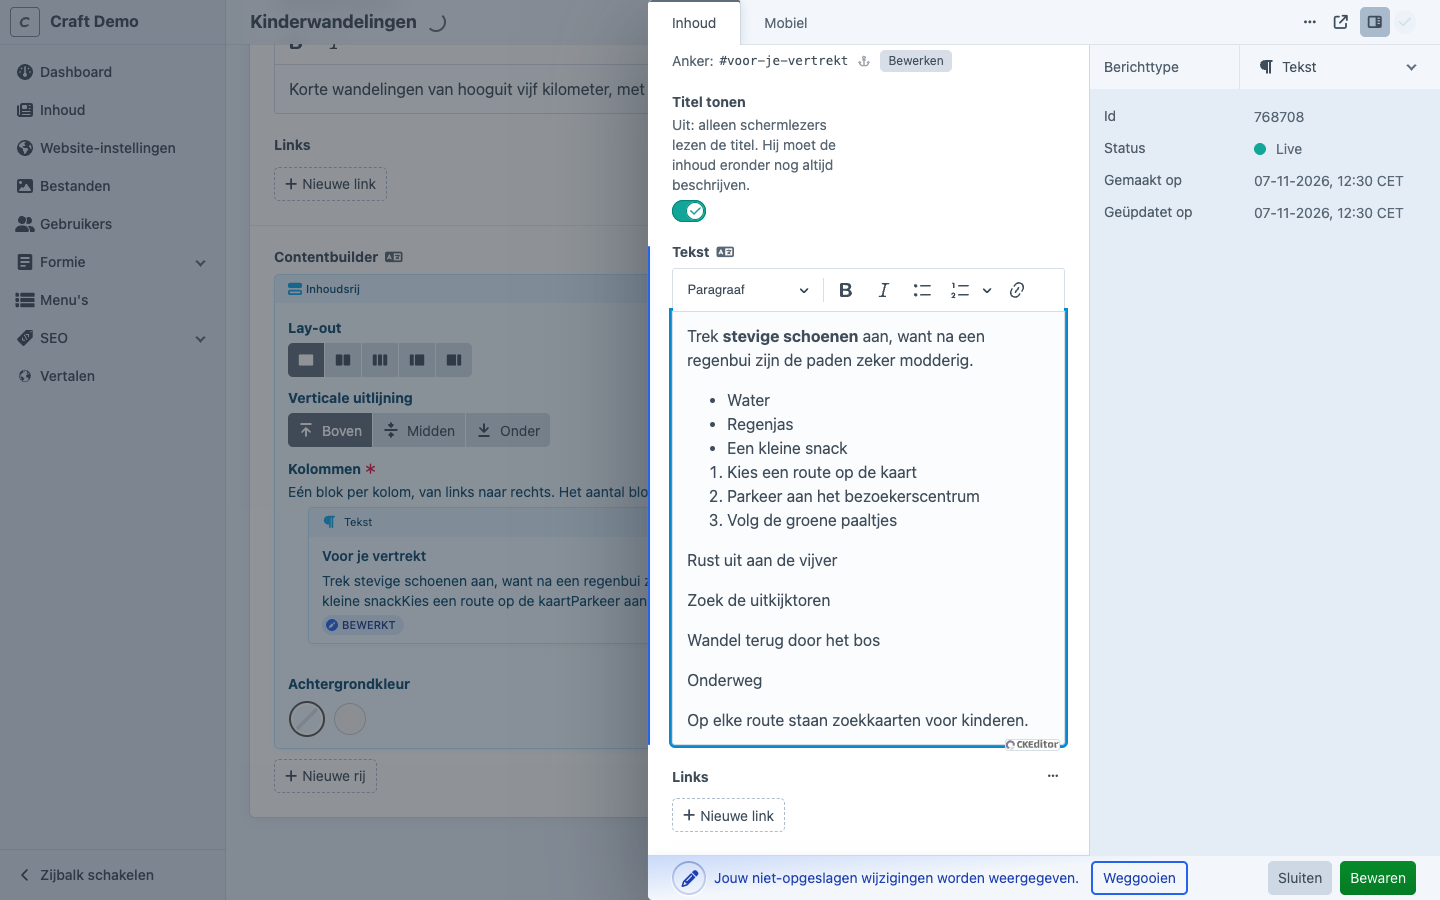 C Craft Demo
Dashboard
Inhoud
Website-instellingen
Bestanden
Gebruikers
Formie
Menu's
SEO
Vertalen
Zijbalk schakelen
Kinderwandelingen
Korte wandelingen van hooguit vijf kilometer, met
Links
Nieuwe link
Contentbuilder
Inhoudsrij
Lay-out
Verticale uitlijning
Boven Midden Onder
Kolommen *
Eén blok per kolom, van links naar rechts. Het aantal blo
Tekst
Voor je vertrekt
Trek stevige schoenen aan, want na een regenbui z
kleine snackKies een route op de kaartParkeer aan
BEWERKT
Achtergrondkleur
Nieuwe rij
Inhoud Mobiel
Anker: #voor-je-vertrekt Bewerken
Titel tonen
Uit: alleen schermlezers
lezen de titel. Hij moet de
inhoud eronder nog altijd
beschrijven.
Tekst
Paragraaf B I
Trek stevige schoenen aan, want na een
regenbui zijn de paden zeker modderig.
• Water
• Regenjas
• Een kleine snack
1. Kies een route op de kaart
2. Parkeer aan het bezoekerscentrum
3. Volg de groene paaltjes
Rust uit aan de vijver
Zoek de uitkijktoren
Wandel terug door het bos
Onderweg
Op elke route staan zoekkaarten voor kinderen.
CKEditor
Links
Nieuwe link
Berichttype Tekst
Id 768708
Status Live
Gemaakt op 07-11-2026, 12:30 CET
Geüpdatet op 07-11-2026, 12:30 CET
Jouw niet-opgeslagen wijzigingen worden weergegeven. Weggooien Sluiten Bewaren